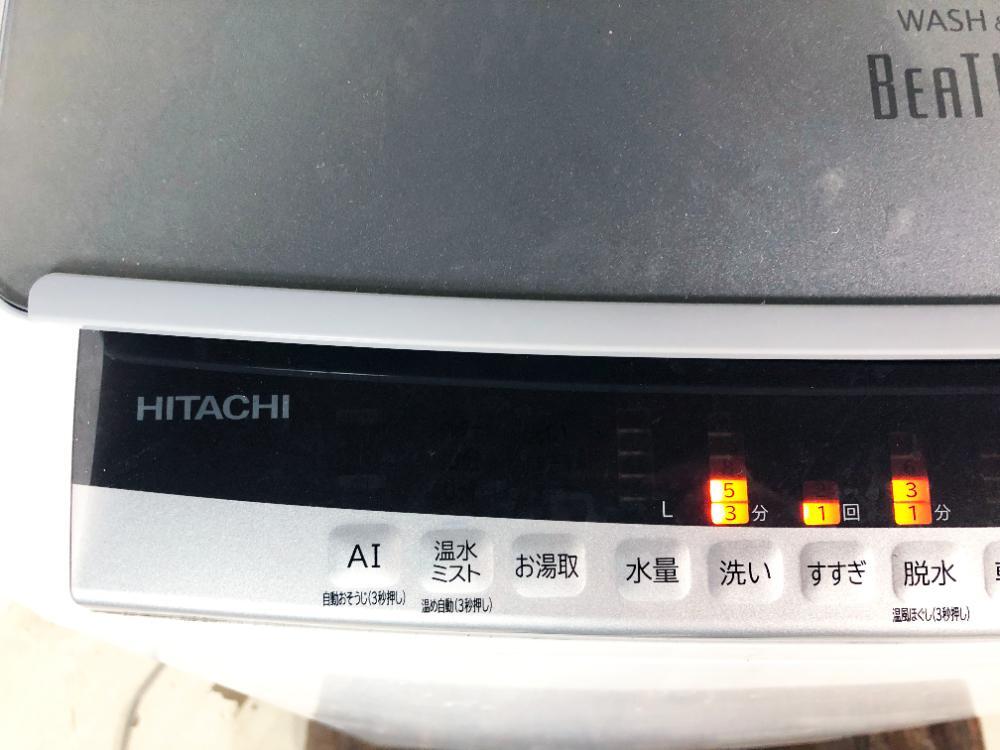 WASH &
BEAT
HITACHI
5
3
L 3分 1回 1分
AI 温水ミスト お湯取 水量 洗い すすぎ 脱水
自動おそうじ(3秒押し) 温め自動(3秒押し) 温風ほぐし(3秒押し)